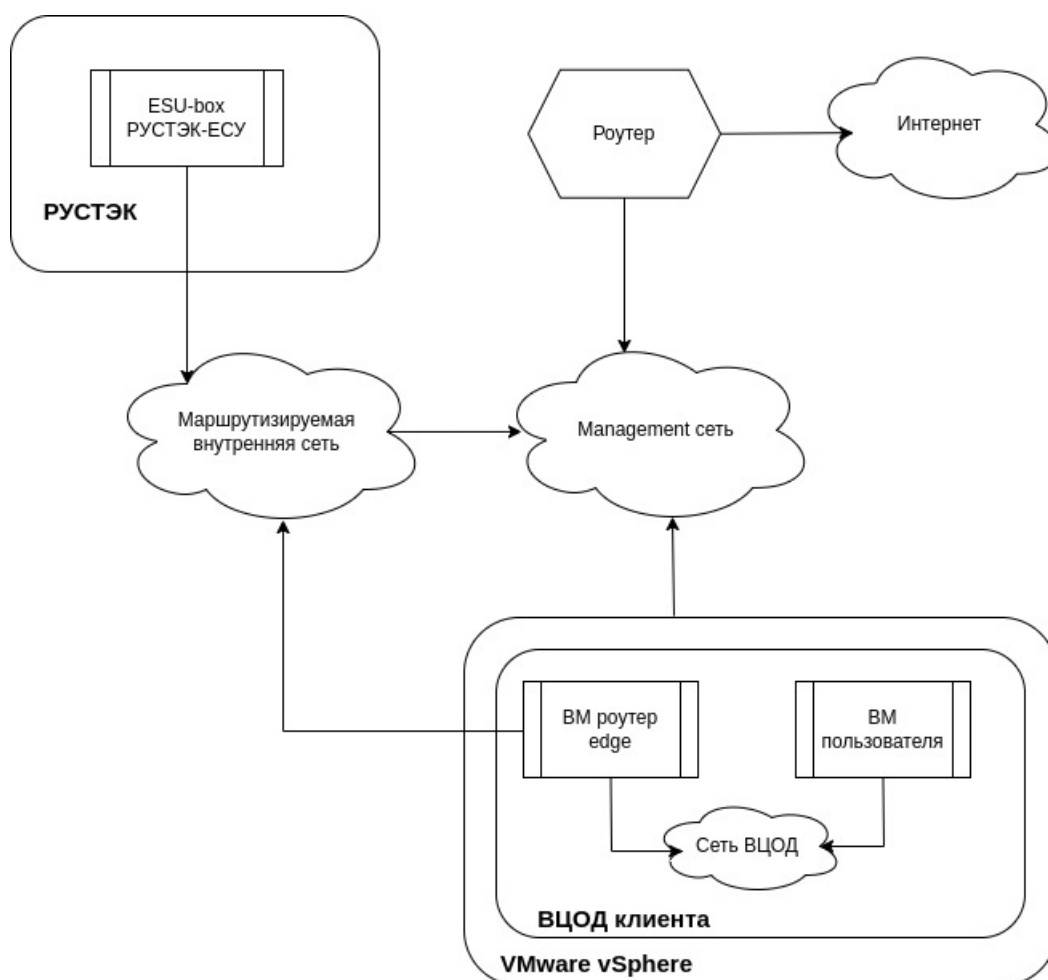 ESU-box
РУСТЭК-ЕСУ
РУСТЭК
Роутер
Интернет
Маршрутизируемая
внутренняя сеть
Management сеть
ВМ роутер
edge
ВМ
пользователя
Сеть ВЦОД
ВЦОД клиента
VMware vSphere